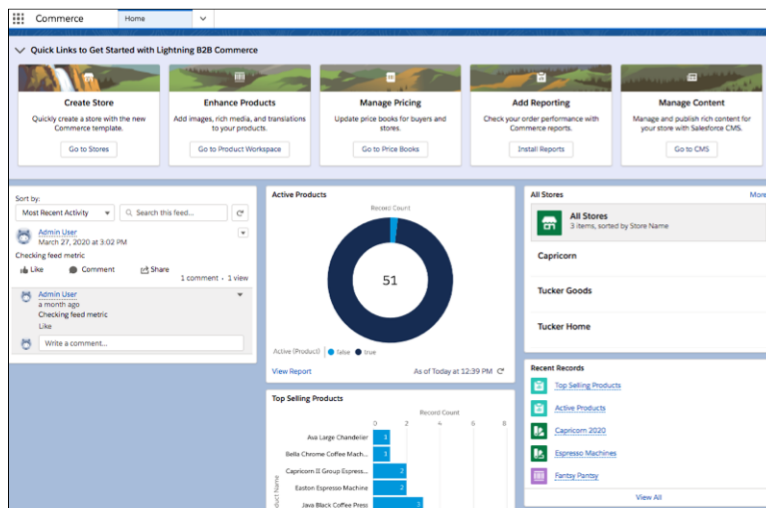 Commerce
Home
Quick Links to Get Started with Lightning B2B Commerce
Create Store
Quickly create a store with the new
Commerce template.
Go to Stores
Enhance Products
Add images, rich media, and translations
to your products.
Go to Product Workspace
Manage Pricing
Update price books for buyers and
stores.
Go to Price Books
Add Reporting
Check your order performance with
Commerce reports.
Install Reports
Manage Content
Manage and publish rich content for
your store with Salesforce CMS.
Go to CMS
Sort by:
Most Recent Activity
Search this feed...
Admin User
March 27, 2020 at 3:02 PM
Checking feed metric
Like Comment Share
1 comment · 1 view
Admin User
a month ago
Checking feed metric
Like
Write a comment...
Active Products
Record Count
51
Active (Product) false true
View Report
As of Today at 12:39 PM
Top Selling Products
Record Count
0 2 4 6 8
Product Name
Ava Large Chandelier
Bella Chrome Coffee Mach...
Capricorn II Group Espress... 2
Easton Espresso Machine 2
Java Black Coffee Press 3
All Stores
More
All Stores
3 items, sorted by Store Name
Capricorn
Tucker Goods
Tucker Home
Recent Records
Top Selling Products
Active Products
Capricorn 2020
Espresso Machines
Fantsy Pantsy
View All